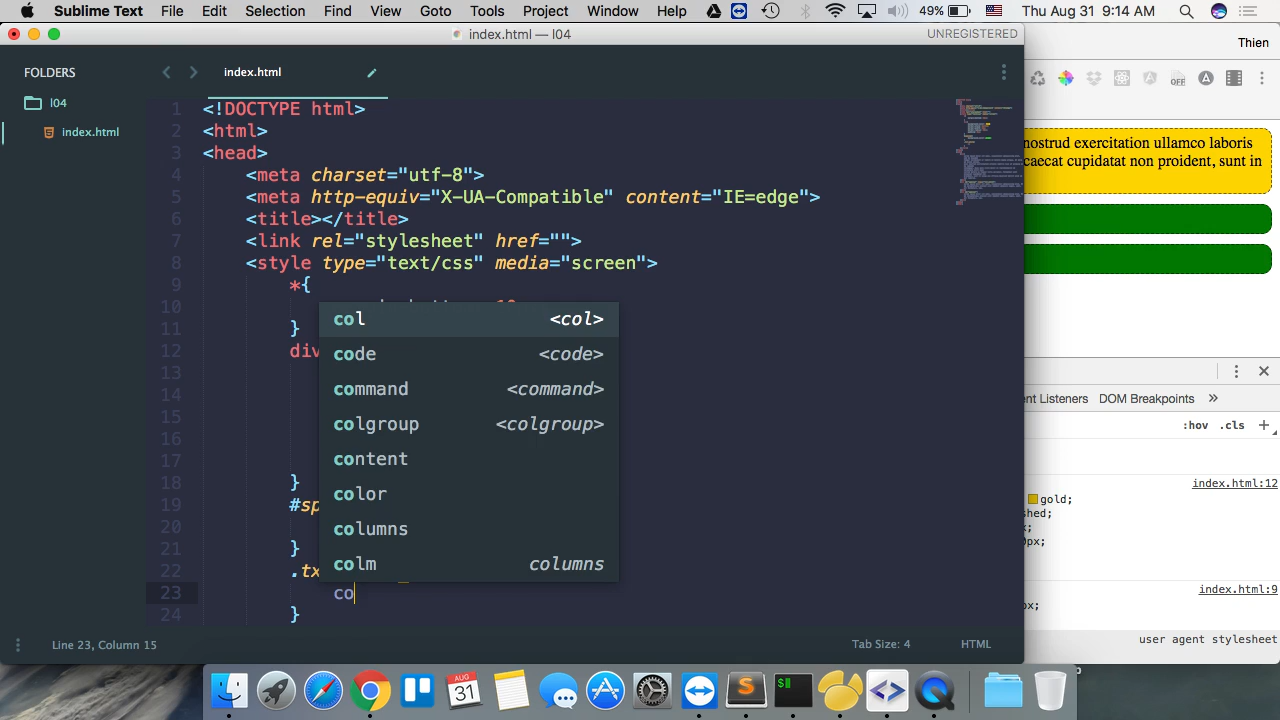 Sublime Text File Edit Selection Find View Goto Tools Project Window Help 49% Thu Aug 31 9:14 AM
index.html — l04 UNREGISTERED
Thien
FOLDERS
l04
index.html
index.html
OFF
1 <!DOCTYPE html>
2 <html>
3 <head>
4 <meta charset="utf-8">
5 <meta http-equiv="X-UA-Compatible" content="IE=edge">
6 <title></title>
7 <link rel="stylesheet" href="">
8 <style type="text/css" media="screen">
9 *{
10
11 }
12 div
13
14
15
16
17
18 }
19 #sp
20
21 }
22 .tx
23 co
24 }
col <col>
code <code>
command <command>
colgroup <colgroup>
content
color
columns
colm columns
Line 23, Column 15 Tab Size: 4 HTML
nostrud exercitation ullamco laboris
caecat cupidatat non proident, sunt in
ent Listeners DOM Breakpoints »
:hov .cls +
index.html:12
gold;
shed;
x;
0px;
index.html:9
px;
user agent stylesheet
AUG
31